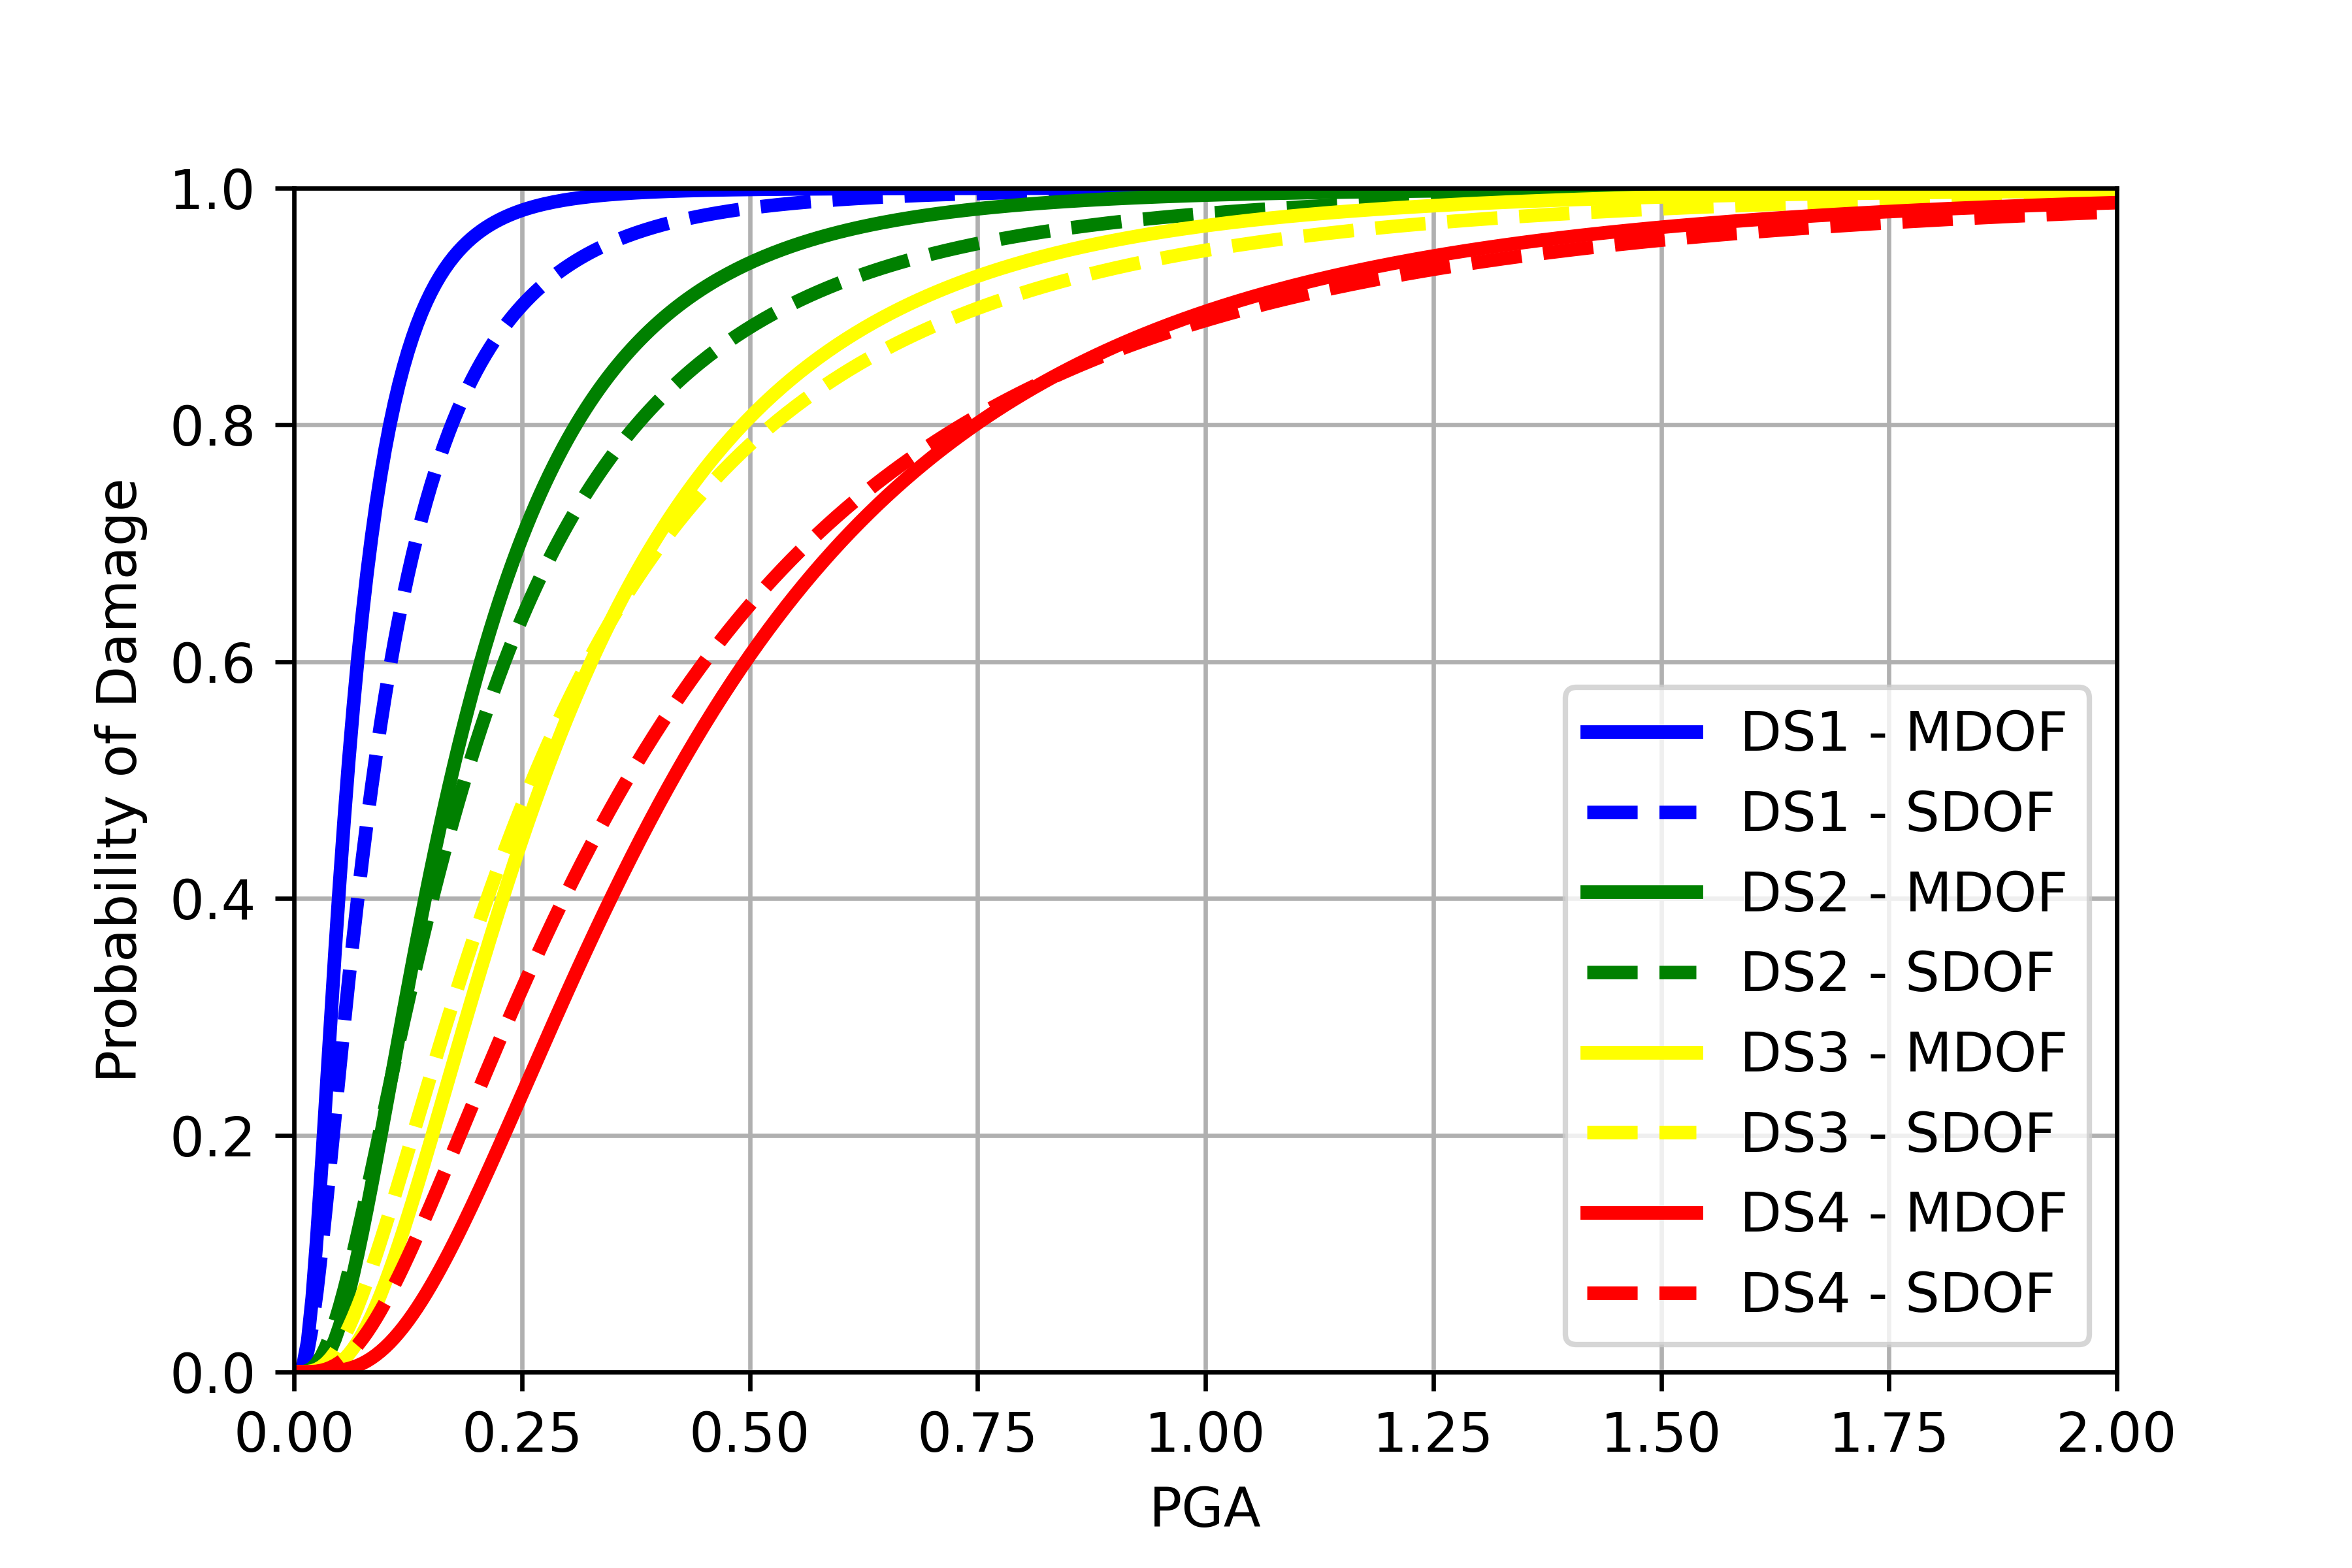 1.0
0.8
0.6
0.4
0.2
0.0
Probability of Damage
0.00 0.25 0.50 0.75 1.00 1.25 1.50 1.75 2.00
PGA
DS1 - MDOF
DS1 - SDOF
DS2 - MDOF
DS2 - SDOF
DS3 - MDOF
DS3 - SDOF
DS4 - MDOF
DS4 - SDOF